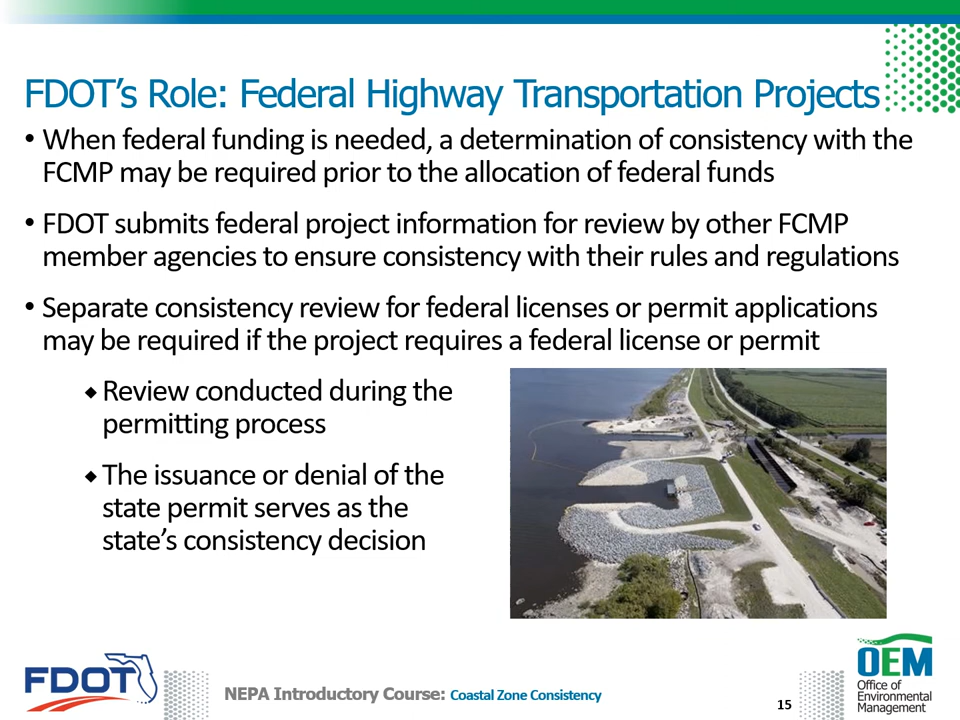 FDOT’s Role: Federal Highway Transportation Projects
• When federal funding is needed, a determination of consistency with the
FCMP may be required prior to the allocation of federal funds
• FDOT submits federal project information for review by other FCMP
member agencies to ensure consistency with their rules and regulations
• Separate consistency review for federal licenses or permit applications
may be required if the project requires a federal license or permit
◆ Review conducted during the
permitting process
◆ The issuance or denial of the
state permit serves as the
state’s consistency decision
FDOT
NEPA Introductory Course: Coastal Zone Consistency
15
OEM
Office of
Environmental
Management